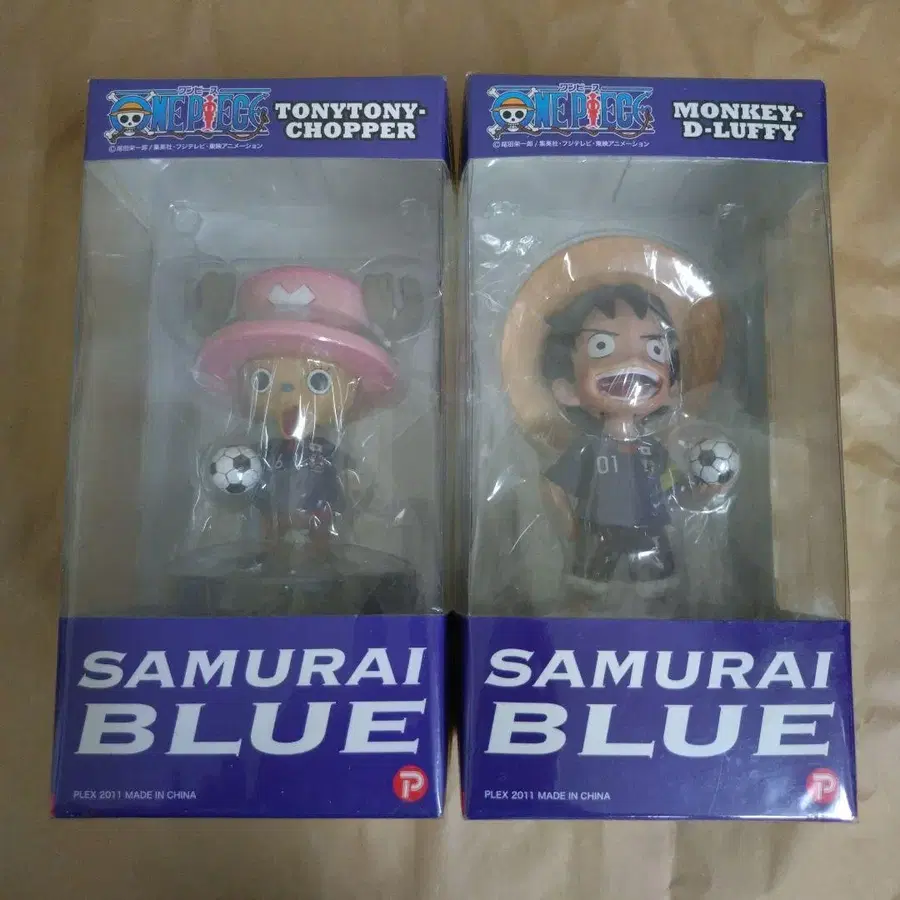 ワンピース
ONE PIECE
TONYTONY-
CHOPPER
©尾田栄一郎/集英社・フジテレビ・東映アニメーション
6
SAMURAI
BLUE
PLEX 2011 MADE IN CHINA
P
ワンピース
ONE PIECE
MONKEY-
D-LUFFY
©尾田栄一郎/集英社・フジテレビ・東映アニメーション
01
SAMURAI
BLUE
PLEX 2011 MADE IN CHINA
P